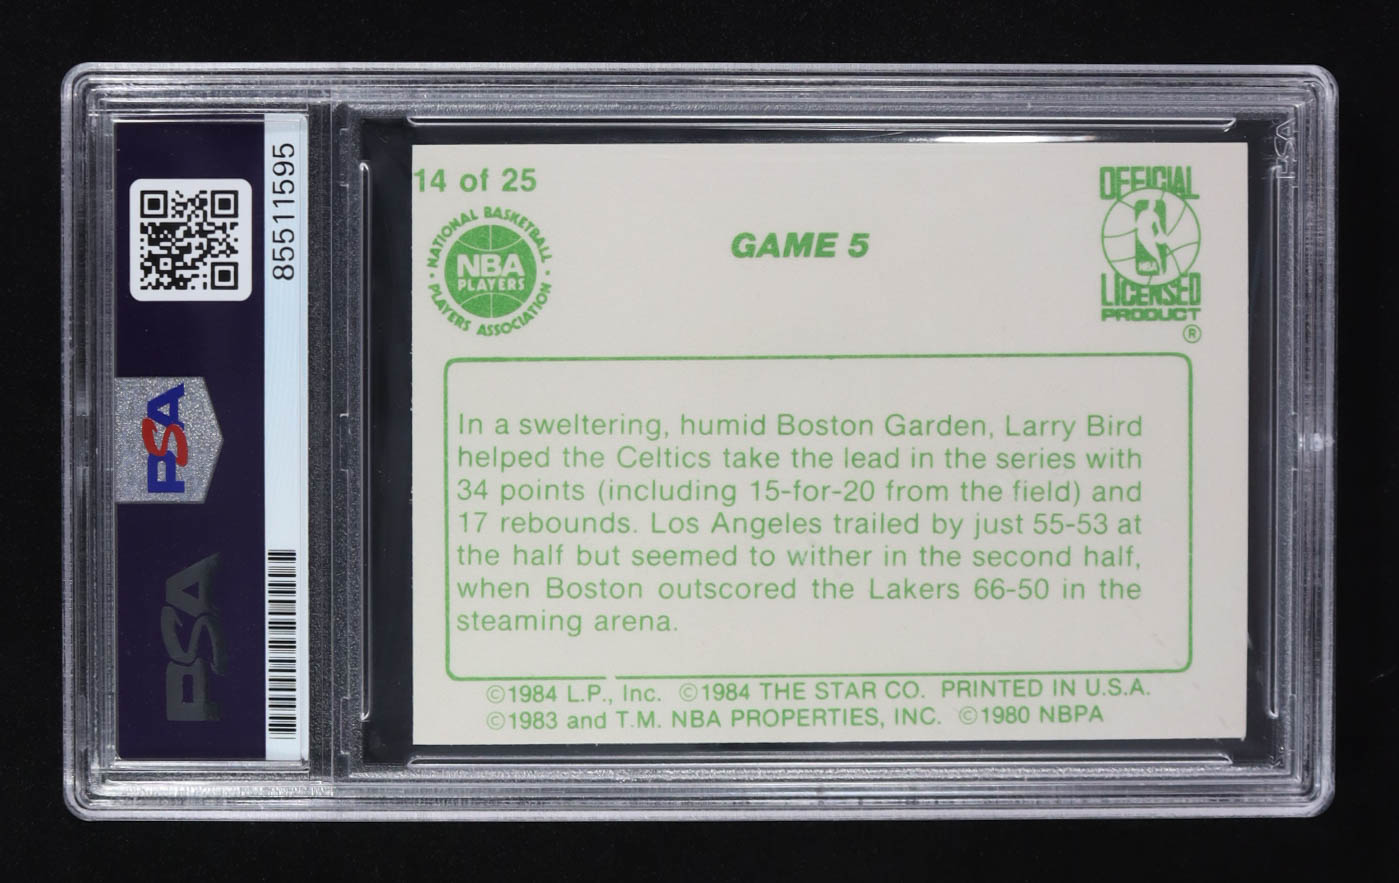 85511595
PSA
PSA
14 of 25
NATIONAL BASKETBALL
NBA
PLAYERS
PLAYERS ASSOCIATION
GAME 5
OFFICIAL
LICENSED
PRODUCT
®
In a sweltering, humid Boston Garden, Larry Bird
helped the Celtics take the lead in the series with
34 points (including 15-for-20 from the field) and
17 rebounds. Los Angeles trailed by just 55-53 at
the half but seemed to wither in the second half,
when Boston outscored the Lakers 66-50 in the
steaming arena.
©1984 L.P., Inc. ©1984 THE STAR CO. PRINTED IN U.S.A.
©1983 and T.M. NBA PROPERTIES, INC. ©1980 NBPA